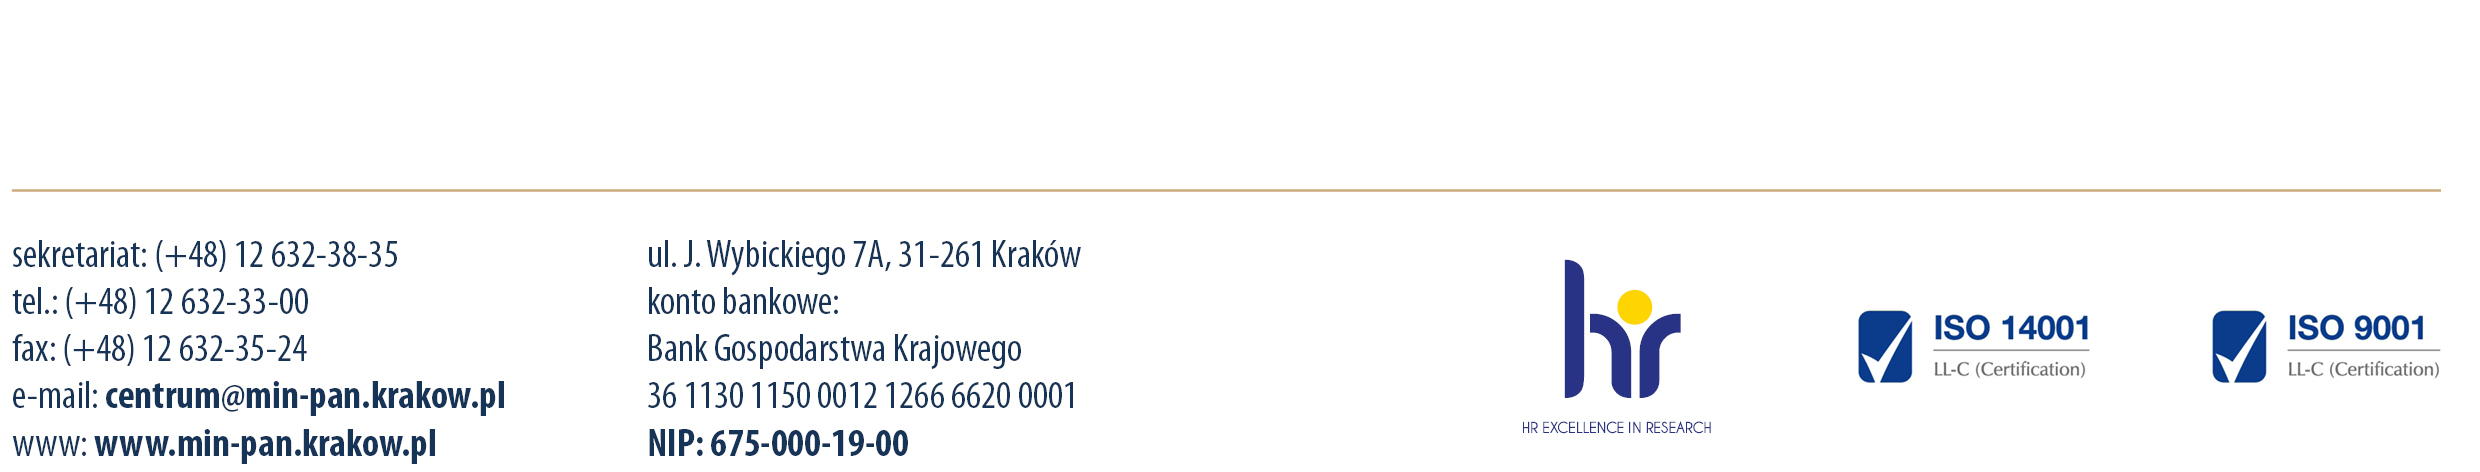 sekretariat: (+48) 12 632-38-35
tel.: (+48) 12 632-33-00
fax: (+48) 12 632-35-24
e-mail: centrum@min-pan.krakow.pl
www: www.min-pan.krakow.pl
ul. J. Wybickiego 7A, 31-261 Kraków
konto bankowe:
Bank Gospodarstwa Krajowego
36 1130 1150 0012 1266 6620 0001
NIP: 675-000-19-00
hr
HR EXCELLENCE IN RESEARCH
ISO 14001
LL-C (Certification)
ISO 9001
LL-C (Certification)